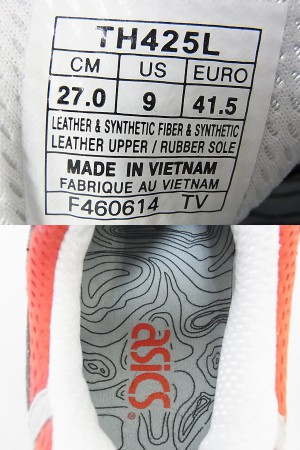 TH425L
CM US EURO
27.0 9 41.5
LEATHER & SYNTHETIC FIBER & SYNTHETIC
LEATHER UPPER / RUBBER SOLE
MADE IN VIETNAM
FABRIQUE AU VIETNAM
F460614 TV
asics®